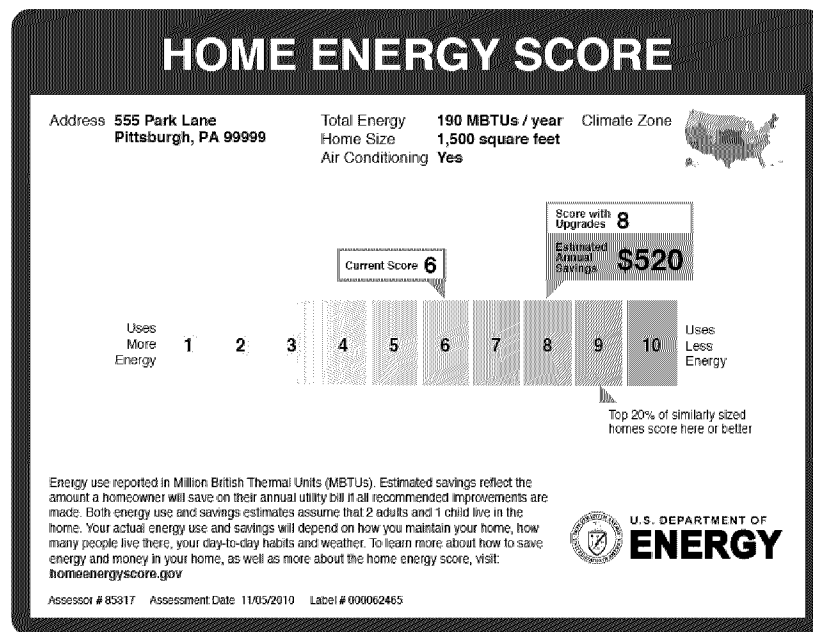 HOME ENERGY SCORE
Address 555 Park Lane
Pittsburgh, PA 99999
Total Energy 190 MBTUs / year
Home Size 1,500 square feet
Air Conditioning Yes
Climate Zone
Score with
Upgrades 8
Estimated
Annual
Savings $520
Current Score 6
Uses
More
Energy
1 2 3 4 5 6 7 8 9 10
Uses
Less
Energy
Top 20% of similarly sized
homes score here or better
Energy use reported in Million British Thermal Units (MBTUs). Estimated savings reflect the
amount a homeowner will save on their annual utility bill if all recommended improvements are
made. Both energy use and savings estimates assume that 2 adults and 1 child live in the
home. Your actual energy use and savings will depend on how you maintain your home, how
many people live there, your day-to-day habits and weather. To learn more about how to save
energy and money in your home, as well as more about the home energy score, visit:
homeenergyscore.gov
U.S. DEPARTMENT OF
ENERGY
Assessor # 85317 Assessment Date 11/05/2010 Label # 000062465